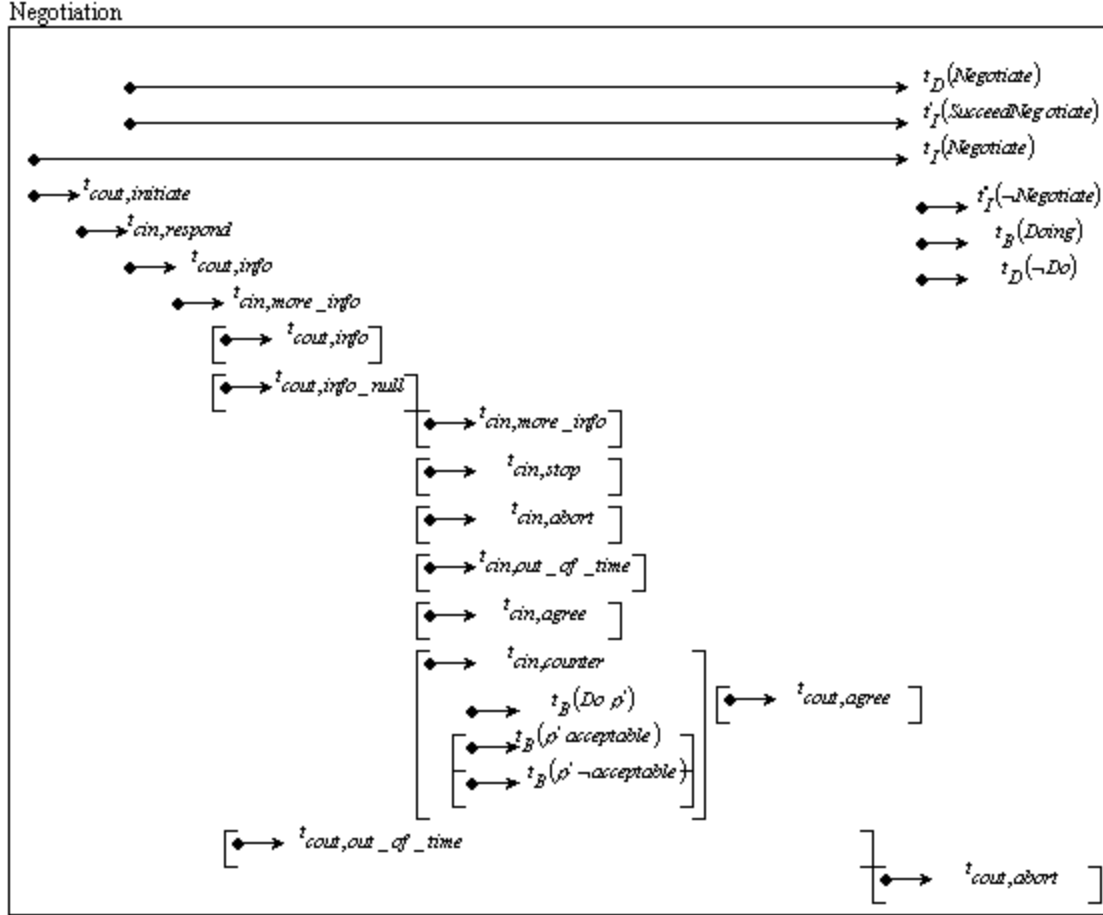 Negotiation
t_D(Negotiate)
t'_I(SucceedNegotiate)
t_I(Negotiate)
t_cout,initiate
t"_I(¬Negotiate)
t_cin,respond
t_B(Doing)
t_cout,info
t_D(¬Do)
t_cin,more_info
t_cout,info
t_cout,info_null
t_cin,more_info
t_cin,stop
t_cin,abort
t_cin,out_of_time
t_cin,agree
t_cin,counter
t_B(Do p')
t_cout,agree
t_B(p' acceptable)
t_B(p' ¬acceptable)
t_cout,out_of_time
t_cout,abort